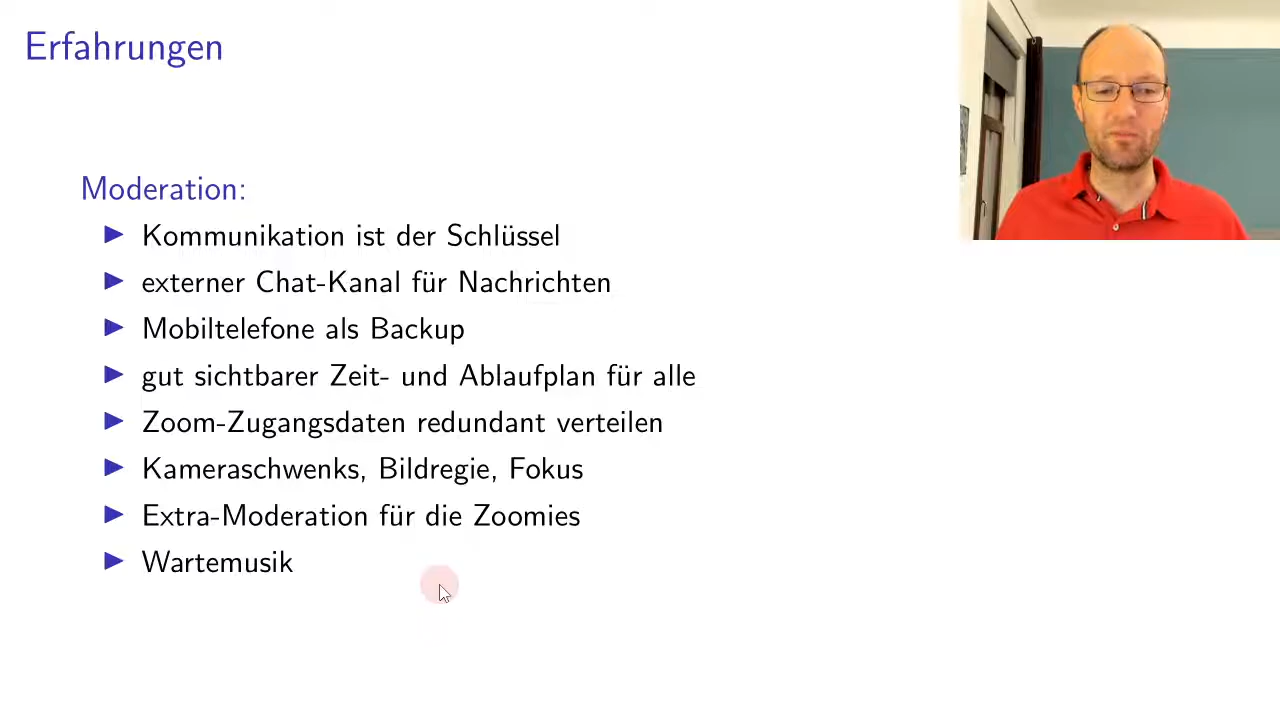 Erfahrungen
Moderation:
Kommunikation ist der Schlüssel
externer Chat-Kanal für Nachrichten
Mobiltelefone als Backup
gut sichtbarer Zeit- und Ablaufplan für alle
Zoom-Zugangsdaten redundant verteilen
Kameraschwenks, Bildregie, Fokus
Extra-Moderation für die Zoomies
Wartemusik